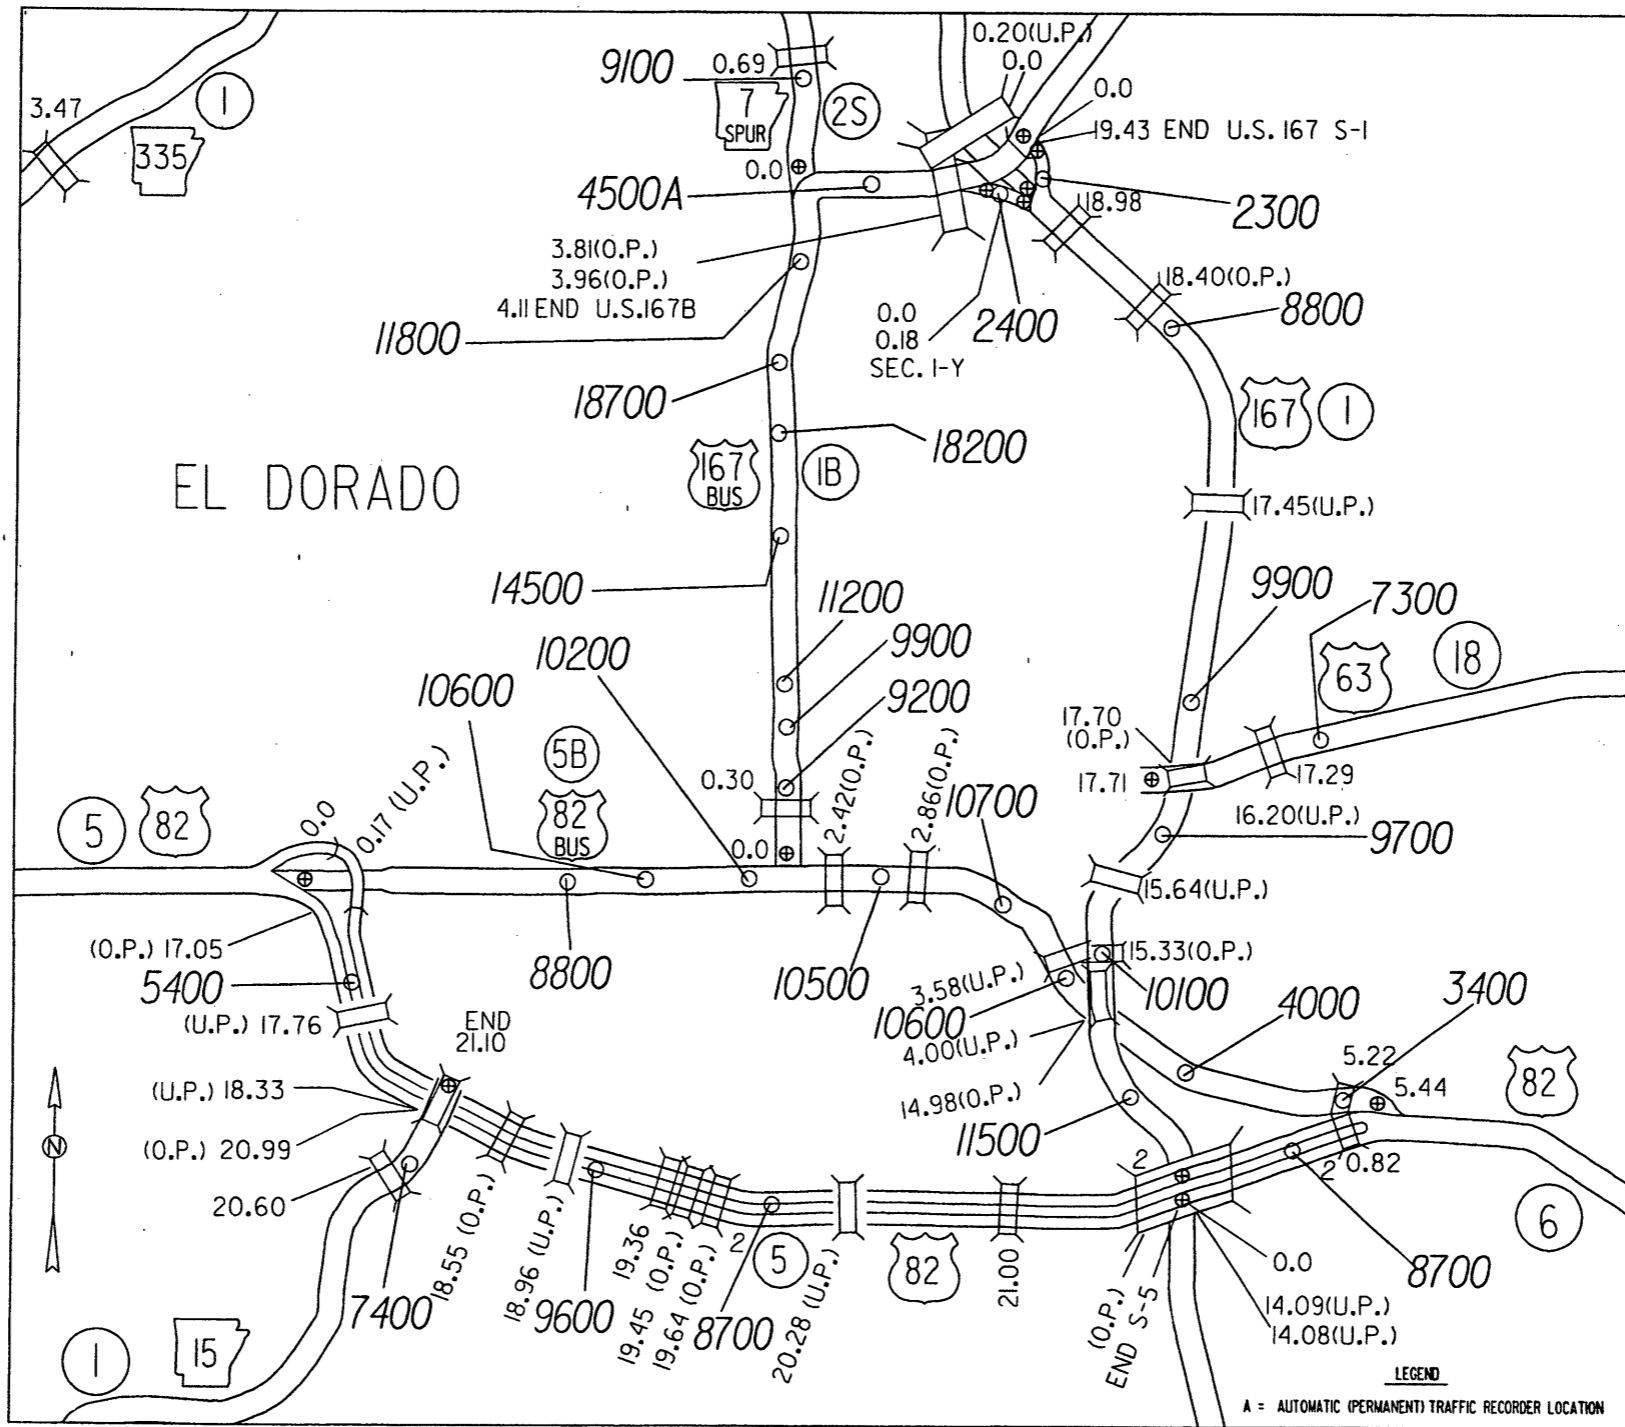 0.20(U.P.)
0.0
9100
0.69
7
SPUR
2S
0.0
3.47
1
335
19.43 END U.S. 167 S-1
0.0
4500A
18.98
2300
3.81(O.P.)
3.96(O.P.)
4.11 END U.S.167B
18.40(O.P.)
8800
11800
0.0
0.18
SEC. 1-Y
2400
18700
167
1
18200
EL DORADO
167
BUS
1B
17.45(U.P.)
14500
11200
9900
7300
9900
10200
63
18
10600
9200
17.70
(O.P.)
5B
0.30
2.42(O.P.)
2.86(O.P.)
10700
17.71
17.29
5
82
0.0
0.17 (U.P.)
82
BUS
16.20(U.P.)
9700
0.0
15.64(U.P.)
(O.P.) 17.05
15.33(O.P.)
5400
8800
10500
3.58(U.P.)
10100
3400
(U.P.) 17.76
END
21.10
10600
4000
4.00(U.P.)
5.22
82
(U.P.) 18.33
5.44
14.98(O.P.)
N
(O.P.) 20.99
11500
2
2
0.82
20.60
18.55 (O.P.)
18.96 (U.P.)
19.36
19.45 (O.P.)
19.64 (O.P.)
2
5
82
21.00
6
0.0
8700
7400
9600
8700
20.28 (U.P.)
(O.P.)
END S-5
14.09(U.P.)
14.08(U.P.)
1
15
LEGEND
A = AUTOMATIC (PERMANENT) TRAFFIC RECORDER LOCATION